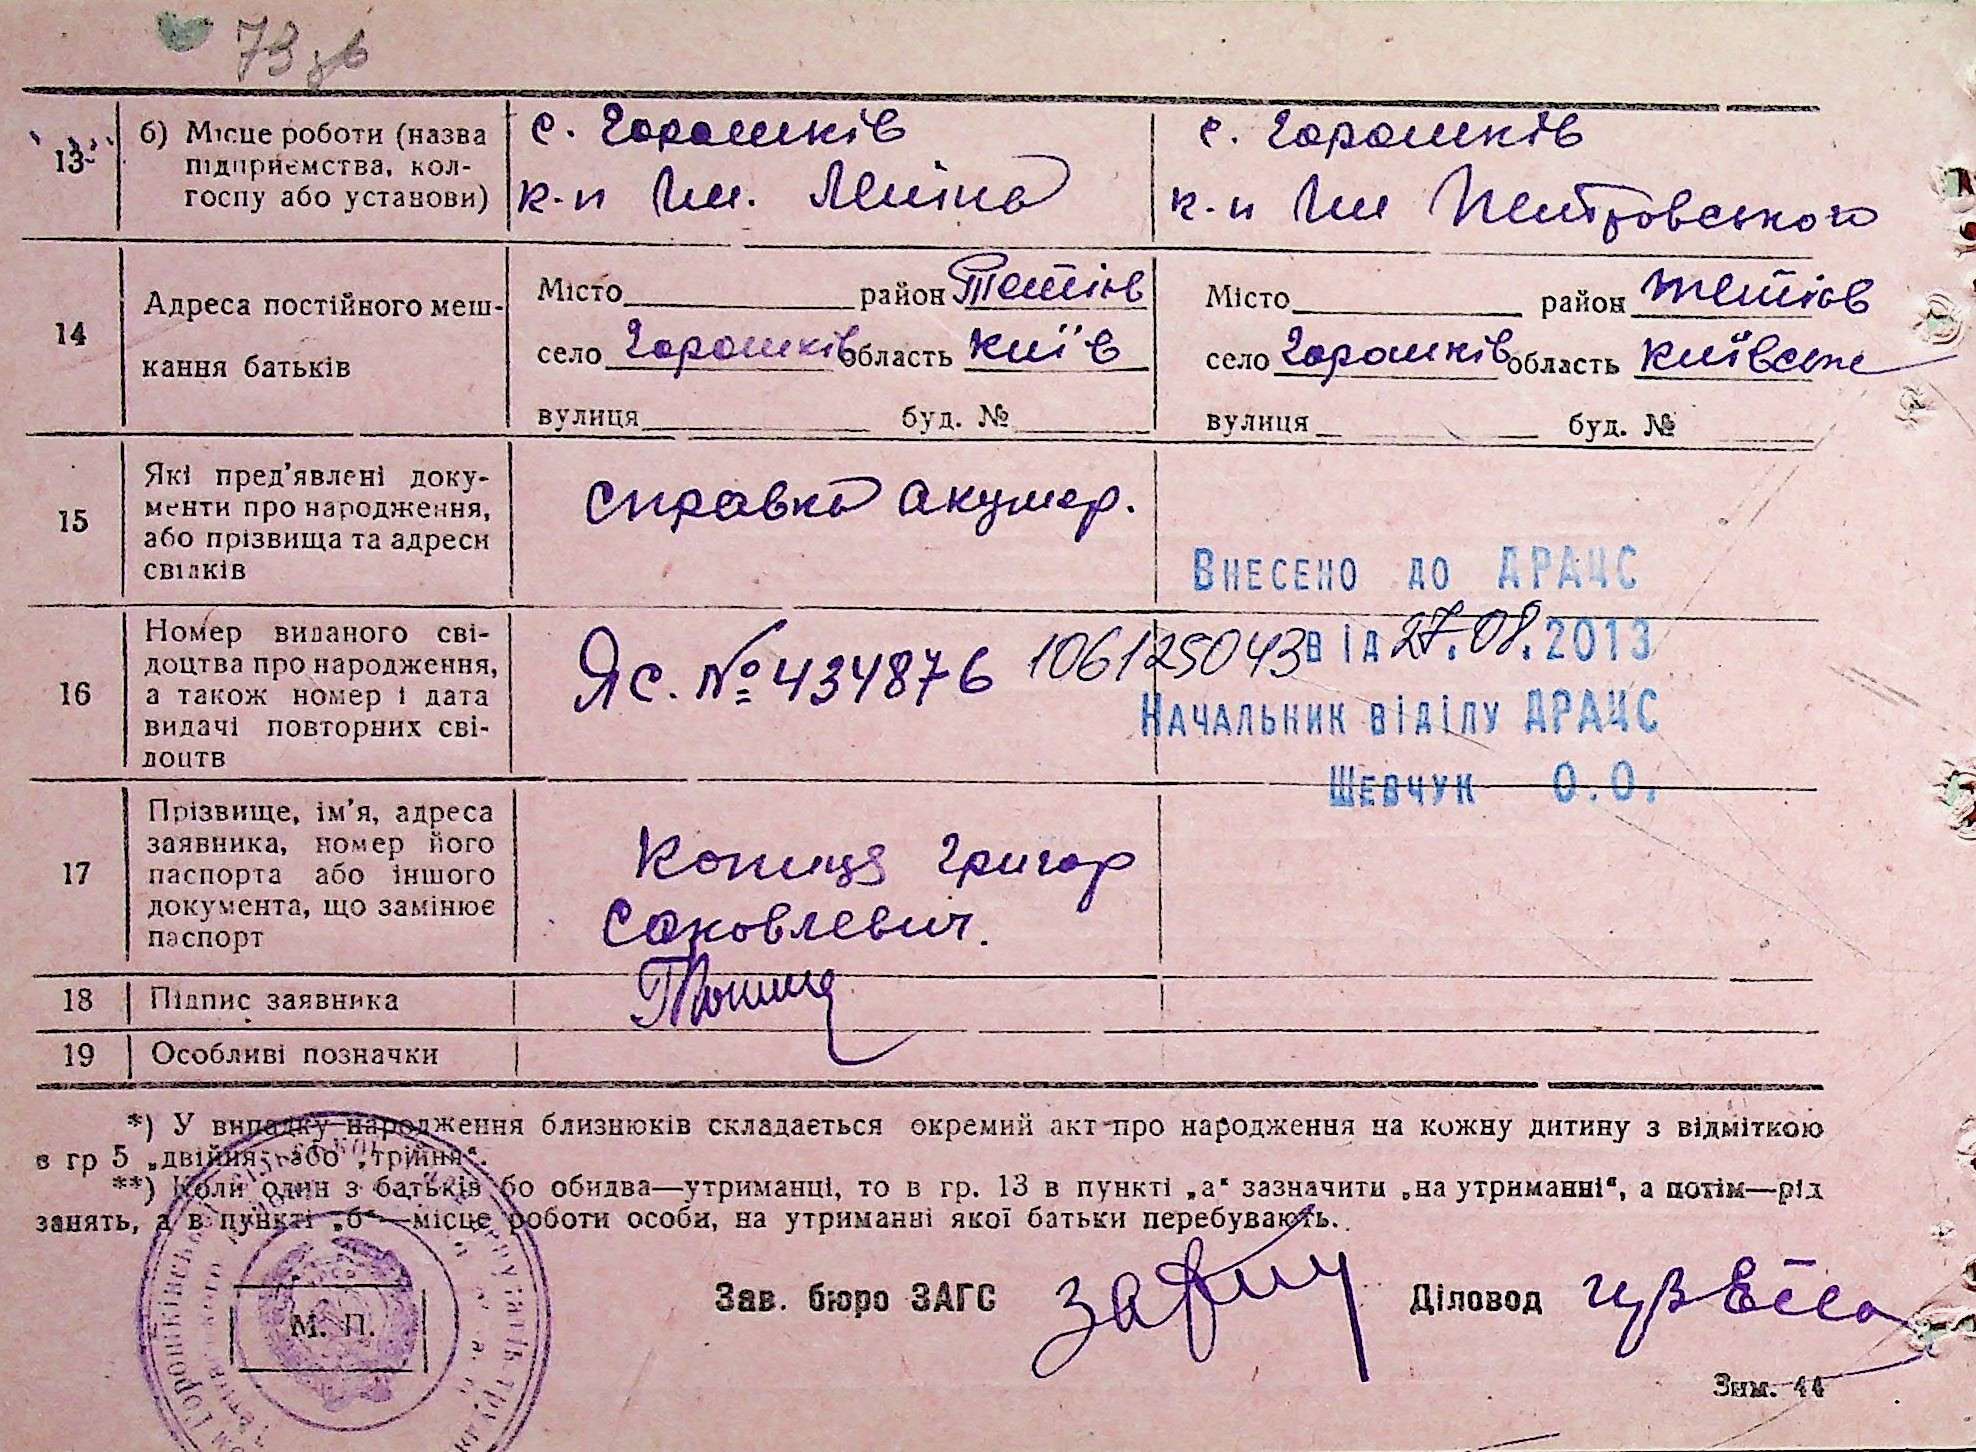 73 зв
13
б) Місце роботи (назва підприємства, колгоспу або установи)
с. Горошків
к-п Ім. Леніна
с. Горошків
к-п Ім Петровського
14
Адреса постійного мешкання батьків
Місто район Тетіїв
село Горошків область Київ
вулиця буд. №
Місто район Тетіїв
село Горошків область Київське
вулиця буд. №
15
Які пред'явлені документи про народження, або прізвища та адреси свідків
справка акушер.
Внесено до ДРАЦС
16
Номер виданого свідоцтва про народження, а також номер і дата видачі повторних свідоцтв
Яс. № 434876
106125043 від 27.08.2013
Начальник відділу ДРАЦС
Шевчук О.О.
17
Прізвище, ім'я, адреса заявника, номер його паспорта або іншого документа, що замінює паспорт
Копиця Григор
Саковлевич.
18
Підпис заявника
19
Особливі позначки
*) У випадку народження близнюків складається окремий акт про народження на кожну дитину з відміткою
в гр 5 „двійня" або „трійня".
**) Коли один з батьків бо обидва—утриманці, то в гр. 13 в пункті „а" зазначити „на утриманні", а потім—рід
занять, а в пункті „б"—місце роботи особи, на утриманні якої батьки перебувають.
М. П.
Зав. бюро ЗАГС
Діловод
Зим. 44